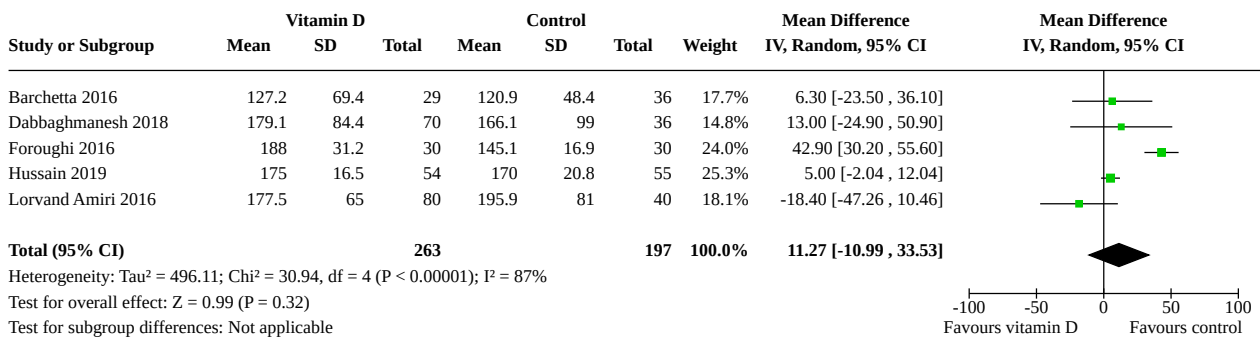 Vitamin D Control Mean Difference Mean Difference
Study or Subgroup Mean SD Total Mean SD Total Weight IV, Random, 95% CI IV, Random, 95% CI
Barchetta 2016 127.2 69.4 29 120.9 48.4 36 17.7% 6.30 [-23.50 , 36.10]
Dabbaghmanesh 2018 179.1 84.4 70 166.1 99 36 14.8% 13.00 [-24.90 , 50.90]
Foroughi 2016 188 31.2 30 145.1 16.9 30 24.0% 42.90 [30.20 , 55.60]
Hussain 2019 175 16.5 54 170 20.8 55 25.3% 5.00 [-2.04 , 12.04]
Lorvand Amiri 2016 177.5 65 80 195.9 81 40 18.1% -18.40 [-47.26 , 10.46]
Total (95% CI) 263 197 100.0% 11.27 [-10.99 , 33.53]
Heterogeneity: Tau² = 496.11; Chi² = 30.94, df = 4 (P < 0.00001); I² = 87%
Test for overall effect: Z = 0.99 (P = 0.32)
Test for subgroup differences: Not applicable
-100 -50 0 50 100
Favours vitamin D Favours control